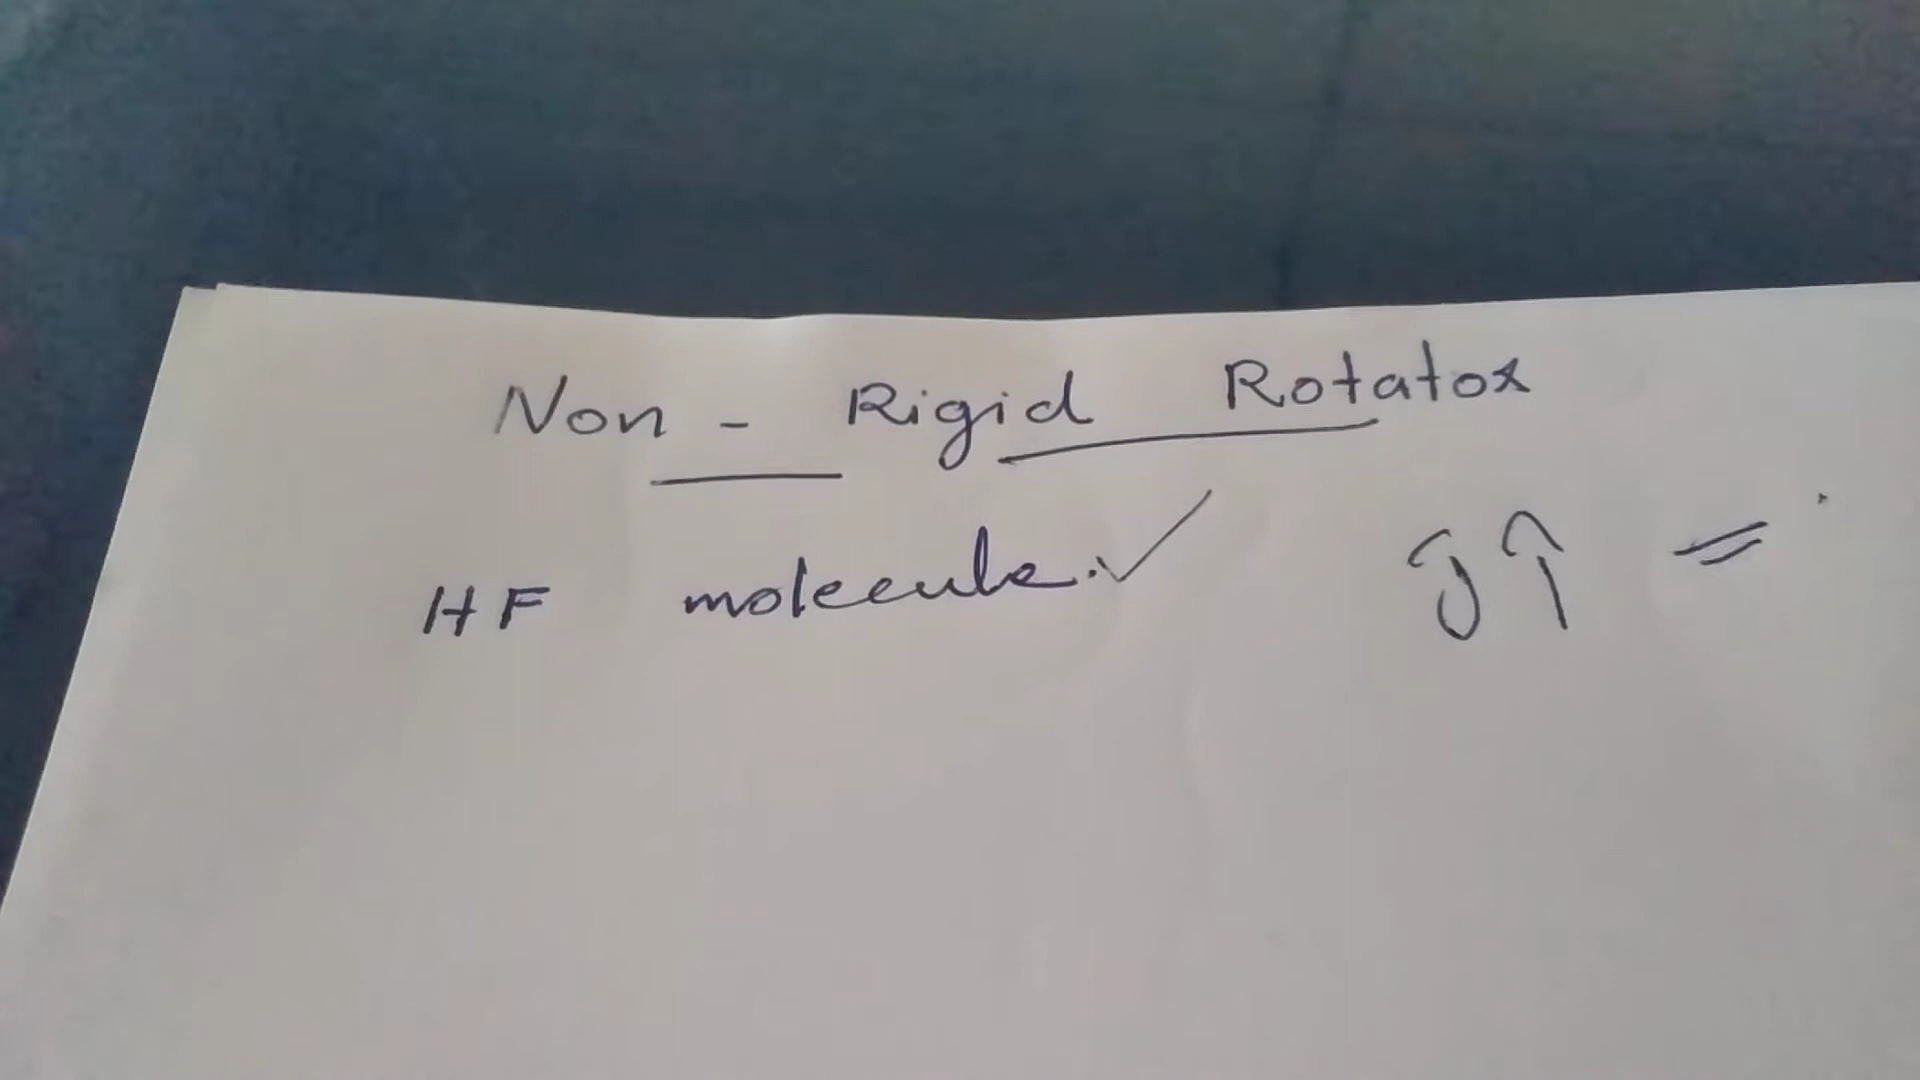 Non - Rigid Rotator
HF molecule. ✓ J↑ =